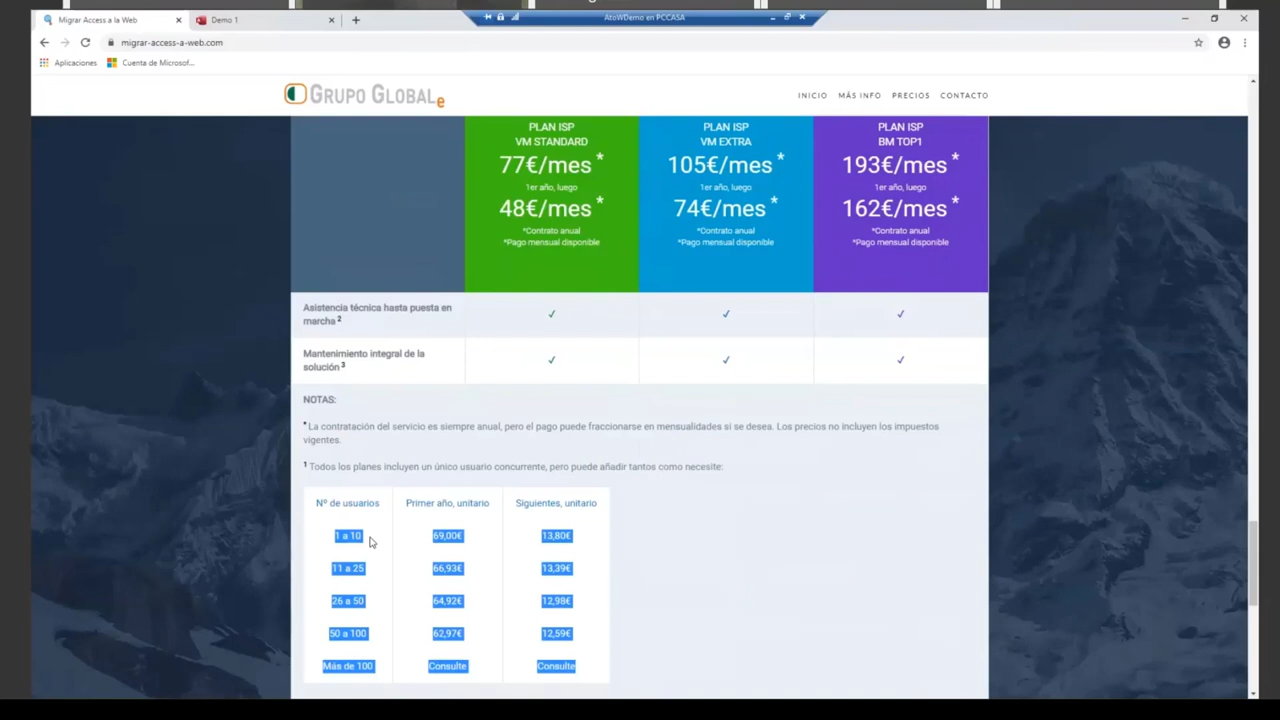 Migrar Access a la Web
Demo 1
AtoWDemo en PCCASA
migrar-access-a-web.com
Aplicaciones
Cuenta de Microsof...
GRUPO GLOBALe
INICIO
MÁS INFO
PRECIOS
CONTACTO
PLAN ISP
VM STANDARD
77€/mes *
1er año, luego
48€/mes *
*Contrato anual
*Pago mensual disponible
PLAN ISP
VM EXTRA
105€/mes *
1er año, luego
74€/mes *
*Contrato anual
*Pago mensual disponible
PLAN ISP
BM TOP1
193€/mes *
1er año, luego
162€/mes *
*Contrato anual
*Pago mensual disponible
Asistencia técnica hasta puesta en
marcha 2
Mantenimiento integral de la
solución 3
NOTAS:
* La contratación del servicio es siempre anual, pero el pago puede fraccionarse en mensualidades si se desea. Los precios no incluyen los impuestos
vigentes.
1 Todos los planes incluyen un único usuario concurrente, pero puede añadir tantos como necesite:
Nº de usuarios Primer año, unitario Siguientes, unitario
1 a 10 69,00€ 13,80€
11 a 25 66,93€ 13,39€
26 a 50 64,92€ 12,98€
50 a 100 62,97€ 12,59€
Más de 100 Consulte Consulte